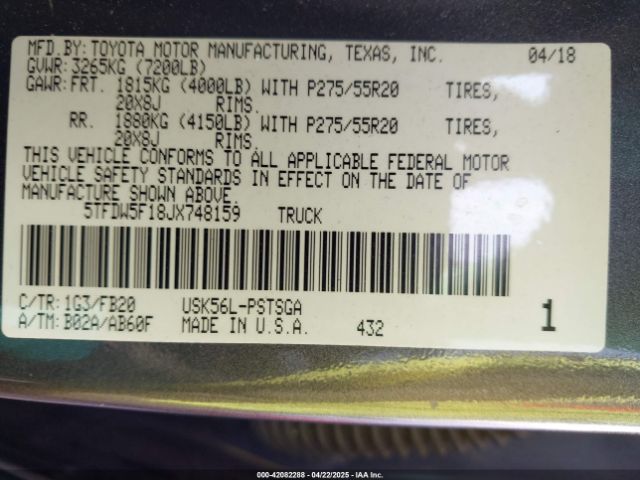 MFD.BY: TOYOTA MOTOR MANUFACTURING, TEXAS, INC. 04/18
GVWR: 3265KG (7200LB)
GAWR: FRT. 1815KG (4000LB) WITH P275/55R20 TIRES,
20X8J RIMS.
RR. 1880KG (4150LB) WITH P275/55R20 TIRES,
20X8J RIMS.
THIS VEHICLE CONFORMS TO ALL APPLICABLE FEDERAL MOTOR
VEHICLE SAFETY STANDARDS IN EFFECT ON THE DATE OF
MANUFACTURE SHOWN ABOVE.
5TFDW5F18JX748159 TRUCK
C/TR: 1G3/FB20 USK56L-PSTSGA
A/TM: B02A/AB60F MADE IN U.S.A. 432 1
000-42082288 - 04/22/2025 - IAA Inc.